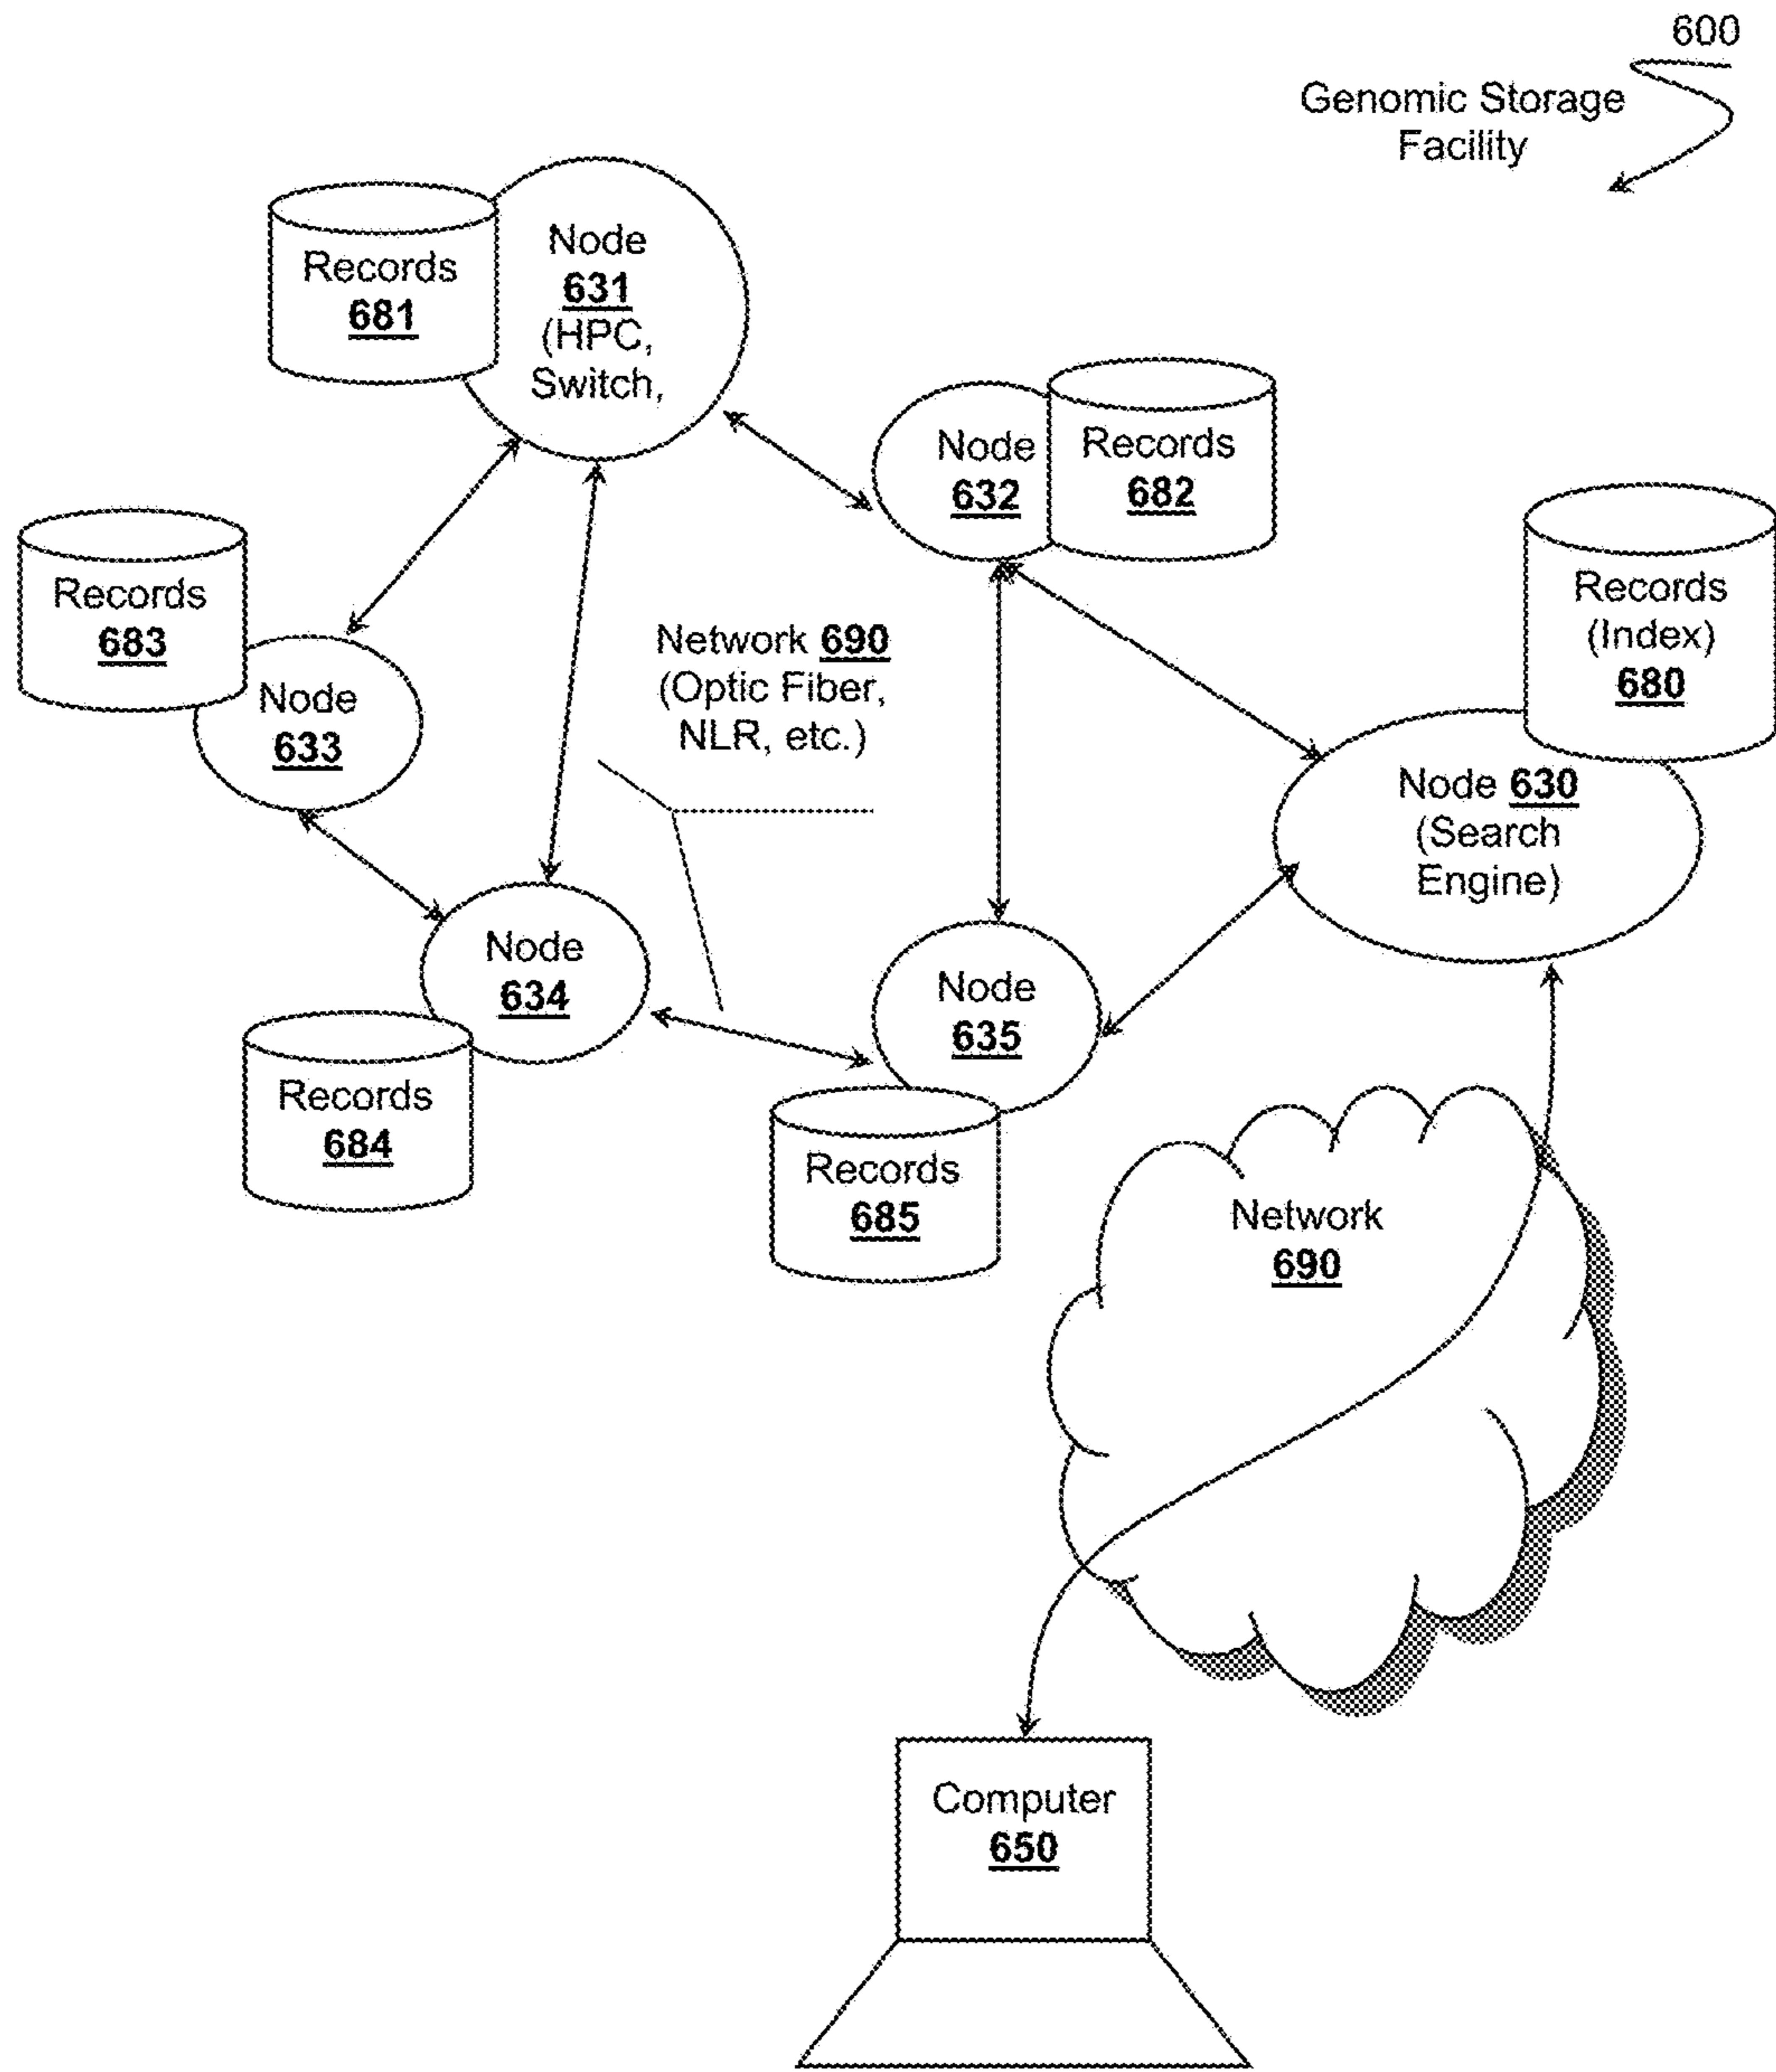 600
Genomic Storage
Facility
Records
681
Node
631
(HPC,
Switch,
Node
632
Records
682
Records
683
Node
633
Network 690
(Optic Fiber,
NLR, etc.)
Records
(Index)
680
Node 630
(Search
Engine)
Node
634
Records
684
Node
635
Records
685
Network
690
Computer
650